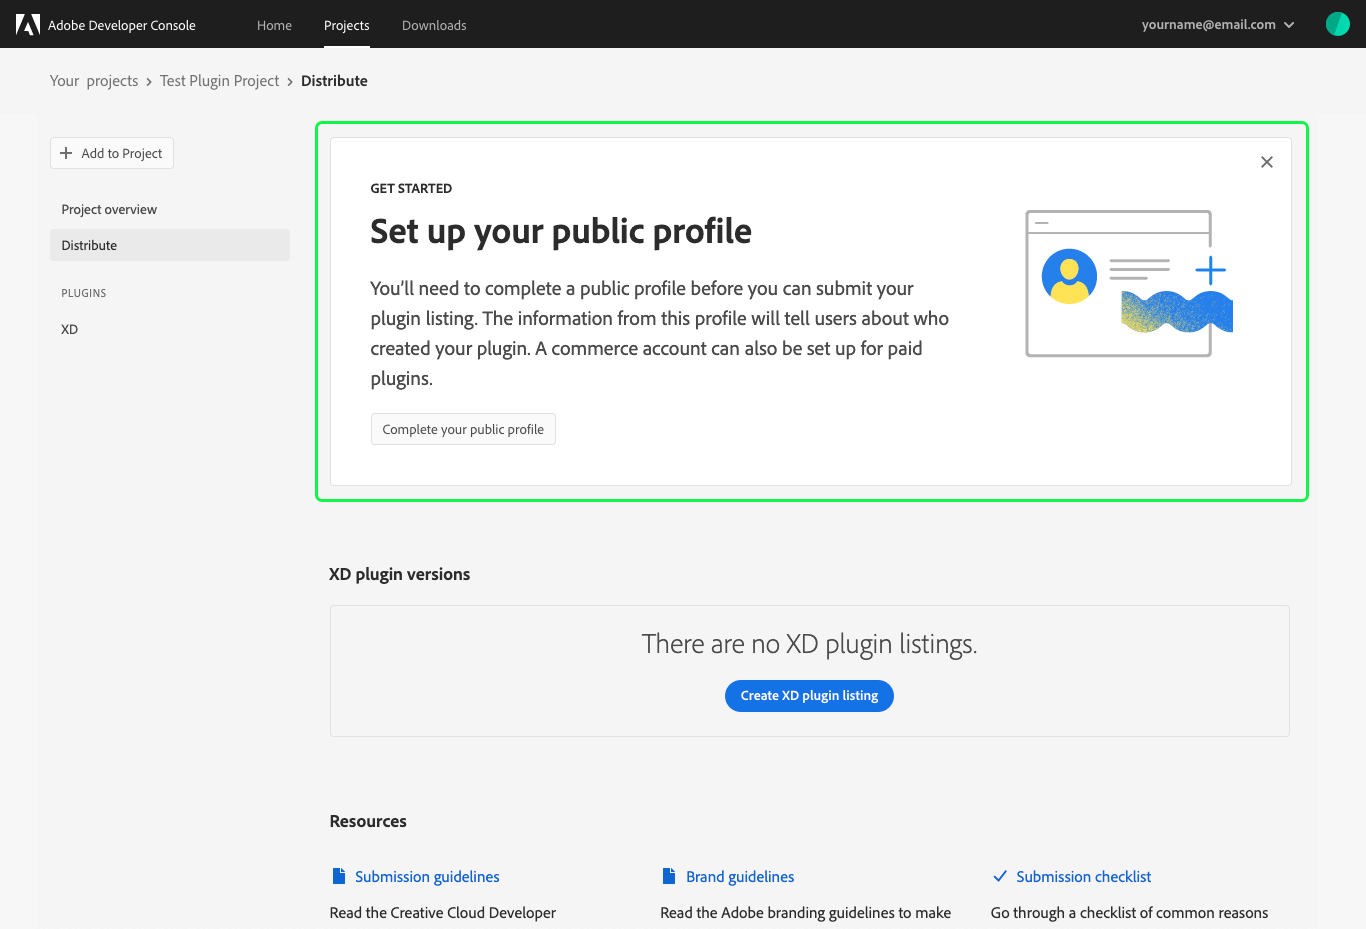 Adobe Developer Console
Home
Projects
Downloads
yourname@email.com
Your projects › Test Plugin Project › Distribute
Add to Project
Project overview
Distribute
PLUGINS
XD
GET STARTED
Set up your public profile
You’ll need to complete a public profile before you can submit your
plugin listing. The information from this profile will tell users about who
created your plugin. A commerce account can also be set up for paid
plugins.
Complete your public profile
XD plugin versions
There are no XD plugin listings.
Create XD plugin listing
Resources
Submission guidelines
Read the Creative Cloud Developer
Brand guidelines
Read the Adobe branding guidelines to make
Submission checklist
Go through a checklist of common reasons